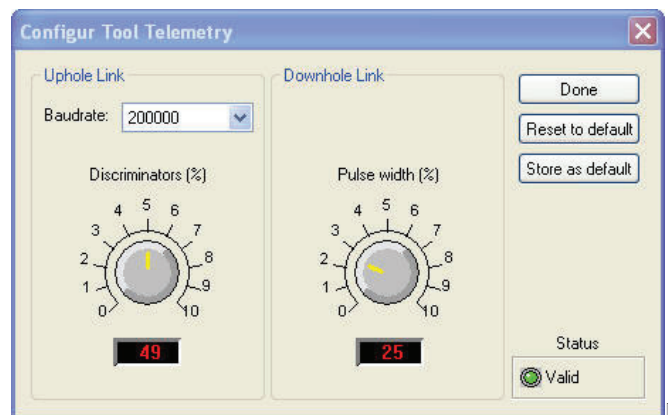 Configur Tool Telemetry
Uphole Link
Baudrate: 200000
Discriminators (%)
0 1 2 3 4 5 6 7 8 9 10
49
Downhole Link
Pulse width (%)
0 1 2 3 4 5 6 7 8 9 10
25
Done
Reset to default
Store as default
Status
Valid